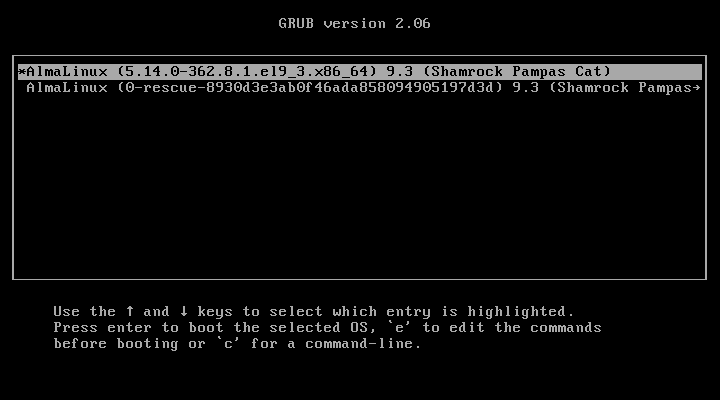 GRUB version 2.06
*AlmaLinux (5.14.0-362.8.1.el9_3.x86_64) 9.3 (Shamrock Pampas Cat)
AlmaLinux (0-rescue-8930d3e3ab0f46ada858094905197d3d) 9.3 (Shamrock Pampas→
Use the ↑ and ↓ keys to select which entry is highlighted.
Press enter to boot the selected OS, `e' to edit the commands
before booting or `c' for a command-line.